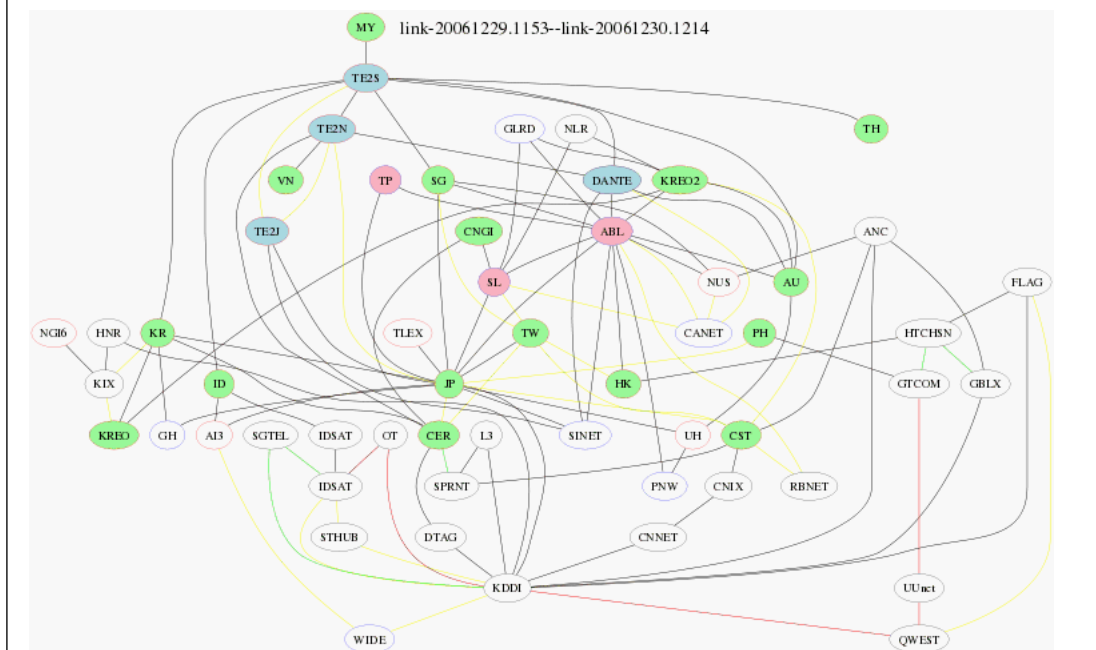 MY
link-20061229.1153--link-20061230.1214
TE2S
TE2N GLRD NLR TH
VN TP SG DANTE KREO2
TE2J CNGI ABL ANC
SL NUS AU FLAG
NGI6 HNR KR TLEX TW CANET PH HTCHSN
KIX ID JP HK GTCOM GBLX
KREO GH AI3 SGTEL IDSAT OT CER L3 SINET UH CST
IDSAT SPRNT PNW CNIX RBNET
STHUB DTAG CNNET
KDDI UUnet
WIDE QWEST